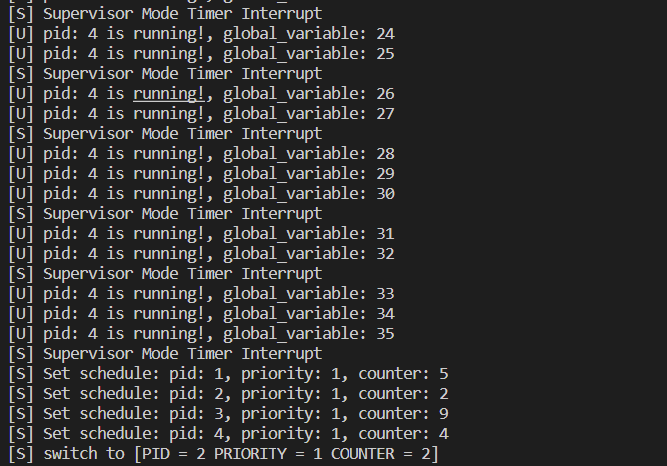 [S] Supervisor Mode Timer Interrupt
[U] pid: 4 is running!, global_variable: 24
[U] pid: 4 is running!, global_variable: 25
[S] Supervisor Mode Timer Interrupt
[U] pid: 4 is running!, global_variable: 26
[U] pid: 4 is running!, global_variable: 27
[S] Supervisor Mode Timer Interrupt
[U] pid: 4 is running!, global_variable: 28
[U] pid: 4 is running!, global_variable: 29
[U] pid: 4 is running!, global_variable: 30
[S] Supervisor Mode Timer Interrupt
[U] pid: 4 is running!, global_variable: 31
[U] pid: 4 is running!, global_variable: 32
[S] Supervisor Mode Timer Interrupt
[U] pid: 4 is running!, global_variable: 33
[U] pid: 4 is running!, global_variable: 34
[U] pid: 4 is running!, global_variable: 35
[S] Supervisor Mode Timer Interrupt
[S] Set schedule: pid: 1, priority: 1, counter: 5
[S] Set schedule: pid: 2, priority: 1, counter: 2
[S] Set schedule: pid: 3, priority: 1, counter: 9
[S] Set schedule: pid: 4, priority: 1, counter: 4
[S] switch to [PID = 2 PRIORITY = 1 COUNTER = 2]